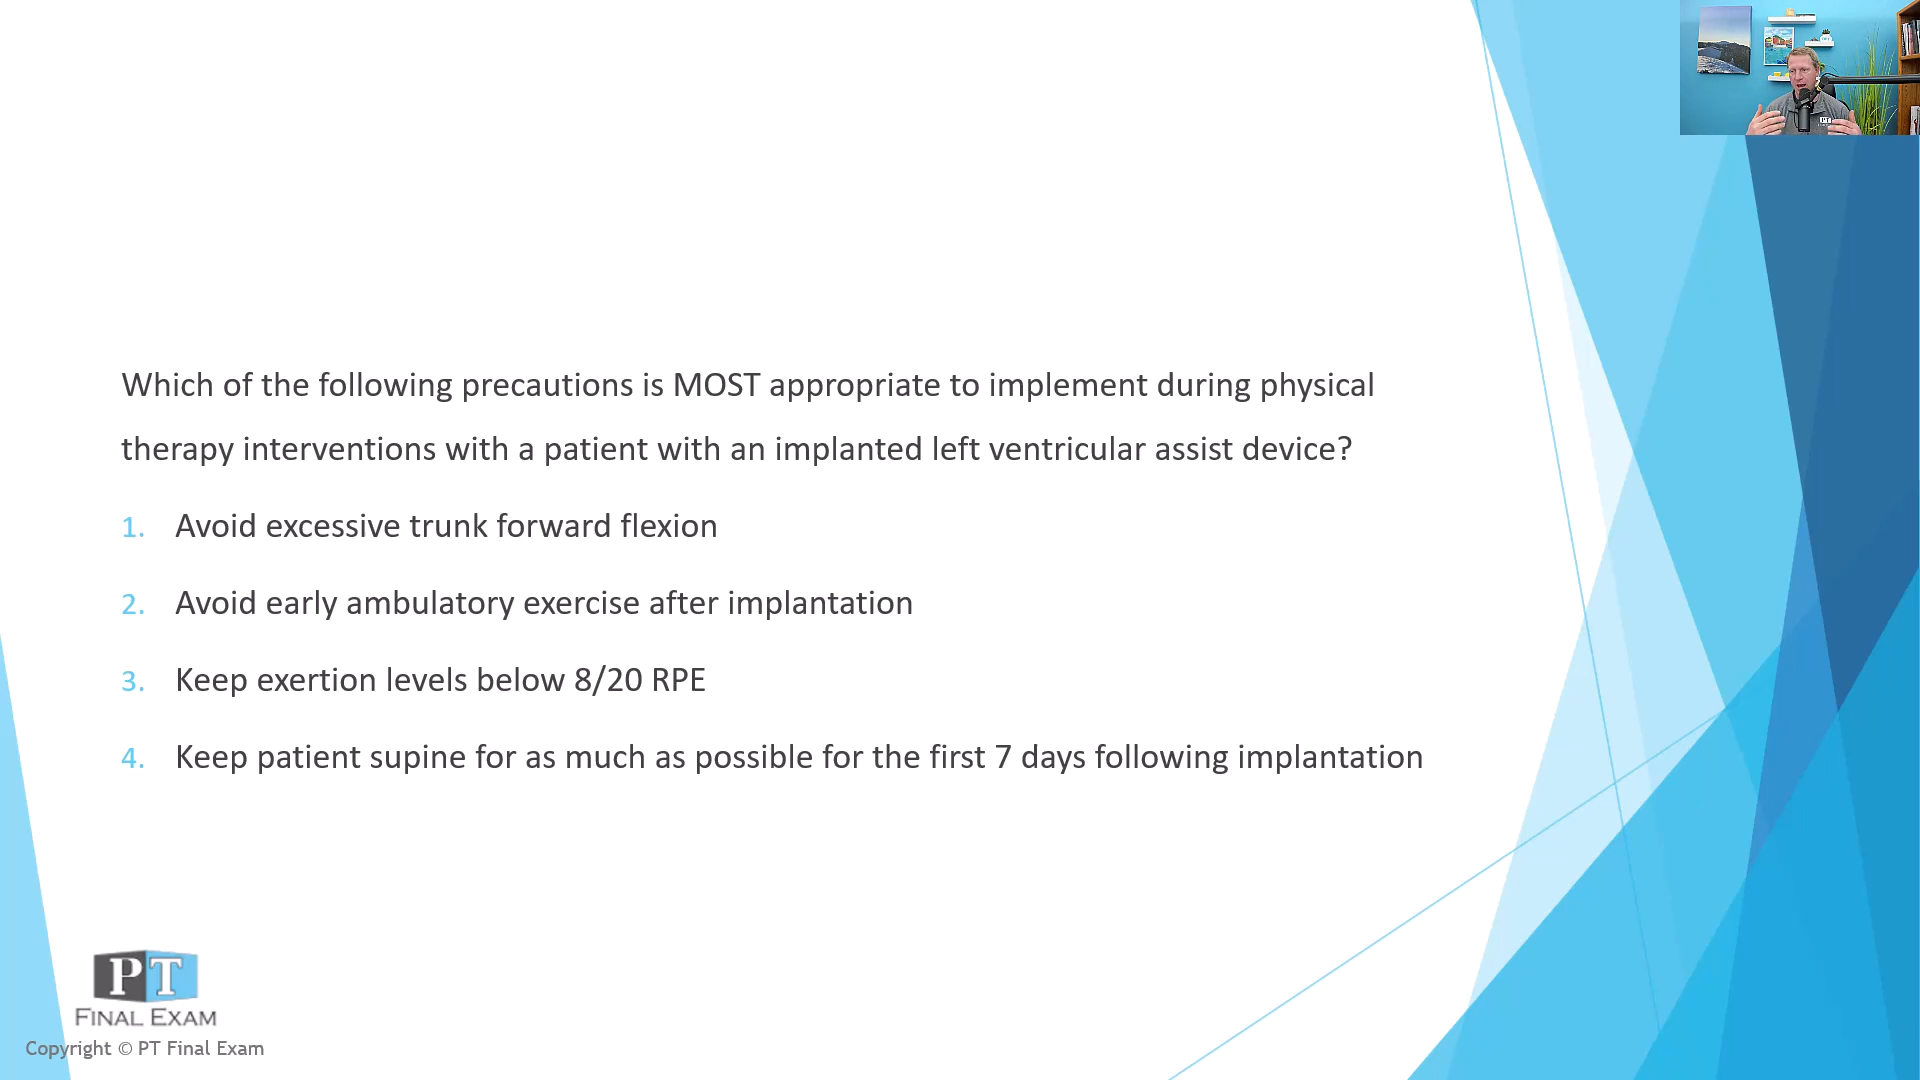 Which of the following precautions is MOST appropriate to implement during physical
therapy interventions with a patient with an implanted left ventricular assist device?
1. Avoid excessive trunk forward flexion
2. Avoid early ambulatory exercise after implantation
3. Keep exertion levels below 8/20 RPE
4. Keep patient supine for as much as possible for the first 7 days following implantation
PT
FINAL EXAM
Copyright © PT Final Exam
PT